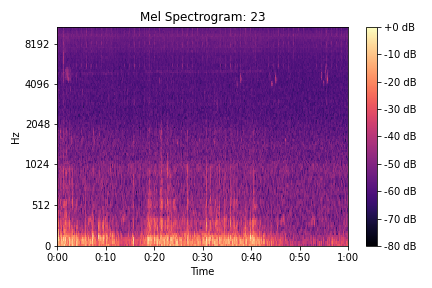 Mel Spectrogram: 23
+0 dB
8192
-10 dB
4096
-20 dB
-30 dB
2048
Hz
-40 dB
1024
-50 dB
512
-60 dB
-70 dB
0
-80 dB
0:00 0:10 0:20 0:30 0:40 0:50 1:00
Time